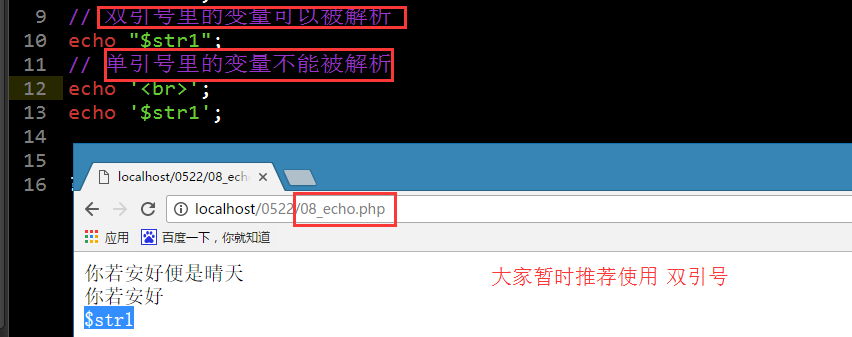 9 // 双引号里的变量可以被解析
10 echo "$str1";
11 // 单引号里的变量不能被解析
12 echo '<br>';
13 echo '$str1';
14
15
16
localhost/0522/08_ech
localhost/0522/08_echo.php
应用 百度一下，你就知道
你若安好便是晴天
大家暂时推荐使用 双引号
你若安好
$str1